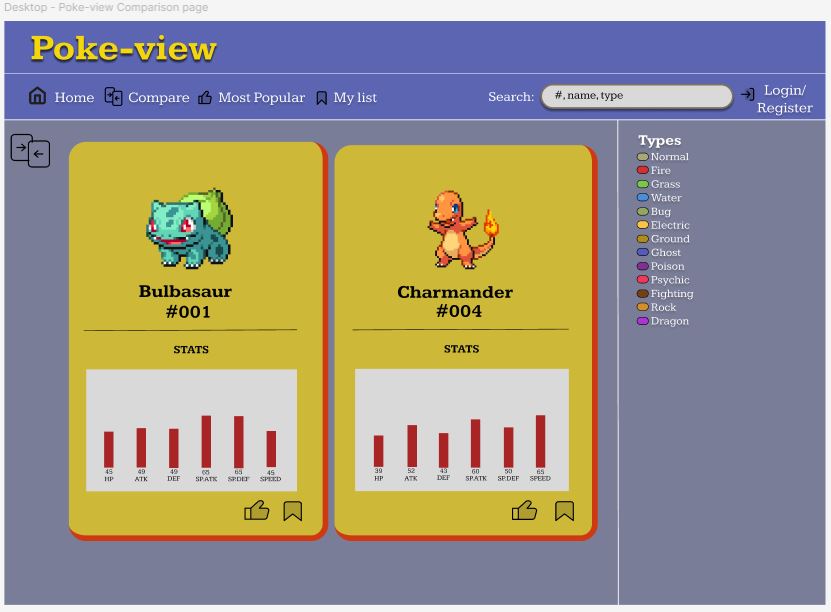 Desktop - Poke-view Comparison page
Poke-view
Home Compare Most Popular My list Search: #, name, type Login/
Register
Bulbasaur
#001
STATS
45 49 49 65 65 45
HP ATK DEF SP.ATK SP.DEF SPEED
Charmander
#004
STATS
39 52 43 60 50 65
HP ATK DEF SP.ATK SP.DEF SPEED
Types
Normal
Fire
Grass
Water
Bug
Electric
Ground
Ghost
Poison
Psychic
Fighting
Rock
Dragon